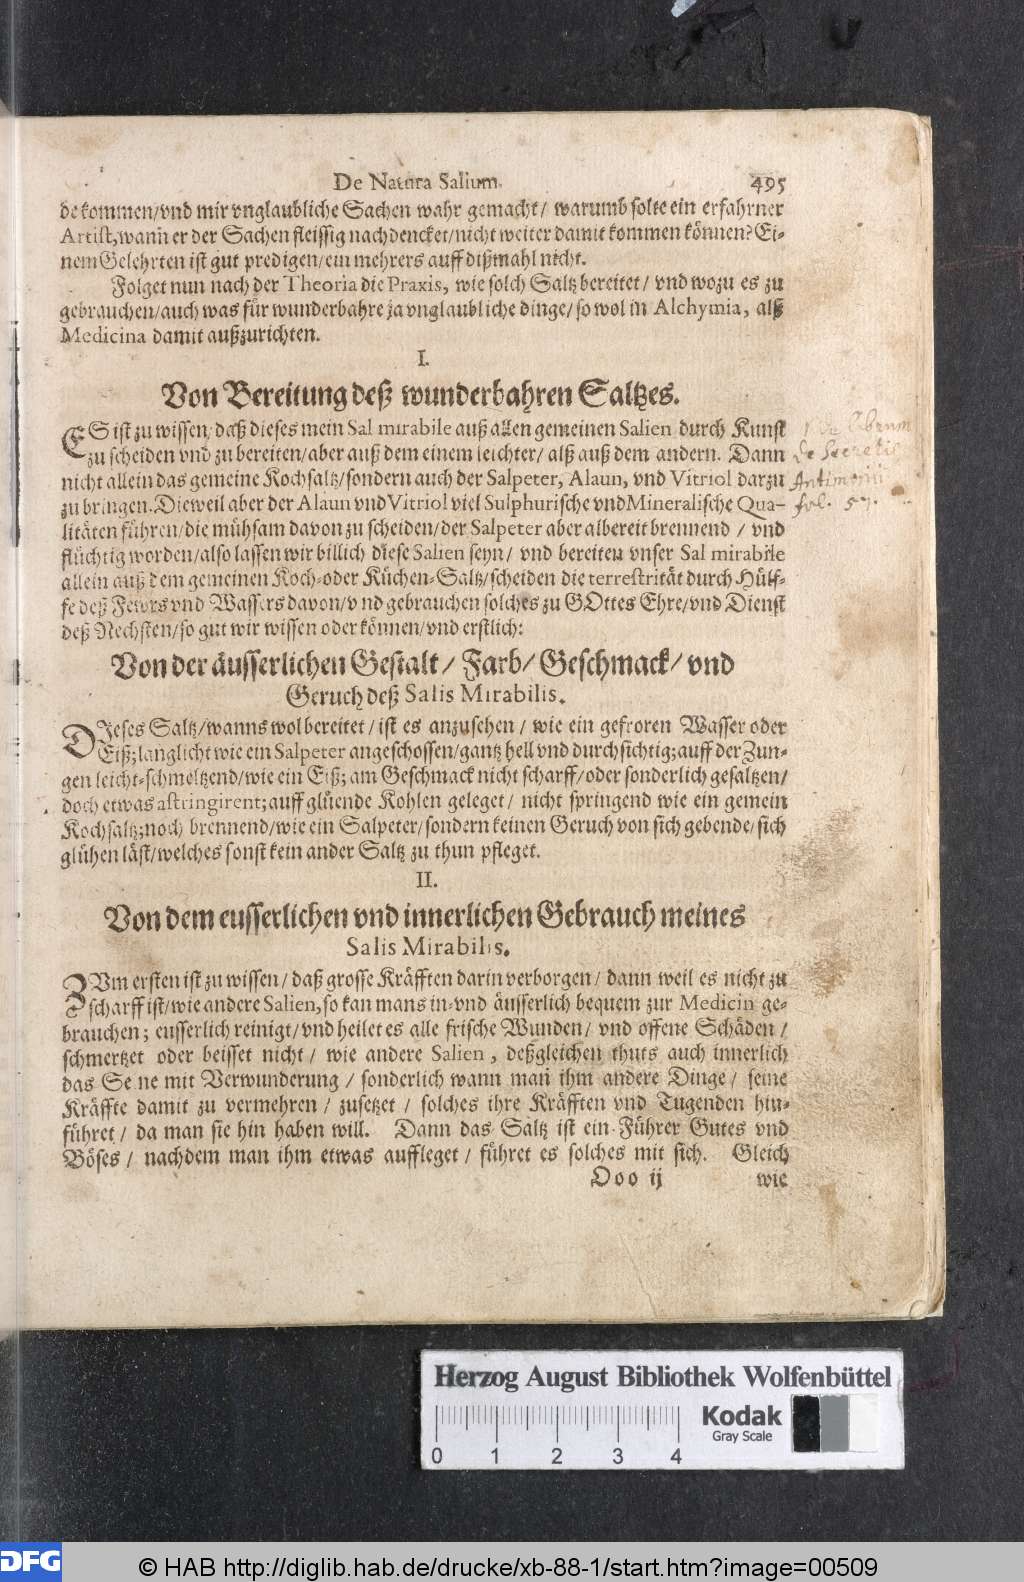 De Natura Salium. 495
de kommen/vnd mir vnglaubliche Sachen wahr gemacht/ warumb solte ein erfahrner
Artist, wann̄ er der Sachen fleissig nachdencket/nicht weiter damit kommen können? Ei-
nem Gelehrten ist gut predigen/ein mehrers auff dißmahl nicht.
Folget nun nach der Theoria die Praxis, wie solch Saltz bereitet/ vnd wozu es zu
gebrauchen/auch was für wunderbahre ja vnglaubliche dinge/so wol in Alchymia, alß
Medicina damit außzurichten.
I.
Von Bereitung deß wunderbahren Saltzes.
ES ist zu wissen/daß dieses mein Sal mirabile auß allen gemeinen Salien durch Kunst
zu scheiden vnd zu bereiten/aber auß dem einem leichter/ alß auß dem andern. Dann
nicht allein das gemeine Kochsaltz/sondern auch der Salpeter, Alaun, vnd Vitriol darzu
zu bringen. Dieweil aber der Alaun vnd Vitriol viel Sulphurische vnd Mineralische Qua-
litäten führen/die mühsam davon zu scheiden/der Salpeter aber albereit brennend / vnd
flüchtig worden/also lassen wir billich diese Salien seyn/ vnd bereiten vnser Sal mirabile
allein auß dem gemeinen Koch-oder Küchen-Saltz/scheiden die terrestrität durch Hülf-
fe deß Fewrs vnd Wassers davon/vnd gebrauchen solches zu GOttes Ehre/vnd Dienst
deß Nechsten/so gut wir wissen oder können/vnd erstlich:
Von der äusserlichen Gestalt/ Farb/ Geschmack/ vnd
Geruch deß Salis Mirabilis.
DIeses Saltz/wanns wol bereitet/ ist es anzusehen/ wie ein gefroren Wasser oder
Eiß; langlicht wie ein Salpeter angeschossen/gantz hell vnd durchsichtig; auff der Zun-
gen leicht-schmeltzend/wie ein Eiß; am Geschmack nicht scharff/oder sonderlich gesaltzen/
doch etwas astringirent; auff glüende Kohlen geleget/ nicht springend wie ein gemein
Kochsaltz; noch brennend/wie ein Salpeter/sondern keinen Geruch von sich gebende/sich
glühen läst/welches sonst kein ander Saltz zu thun pfleget.
II.
Von dem eusserlichen vnd innerlichen Gebrauch meines
Salis Mirabilis.
ZUm ersten ist zu wissen/ daß grosse Kräfften darin verborgen/ dann weil es nicht zu
scharff ist/wie andere Salien, so kan mans in-vnd äusserlich bequem zur Medicin ge-
brauchen; eusserlich reinigt/vnd heilet es alle frische Wunden/ vnd offene Schäden/
schmertzet oder beisset nicht/ wie andere Salien, deßgleichen thuts auch innerlich
das Seine mit Verwunderung/ sonderlich wann man̄ ihm andere Dinge/ seine
Kräffte damit zu vermehren/ zusetzet/ solches ihre Kräfften vnd Tugenden hin-
führet/ da man sie hin haben will. Dann das Saltz ist ein Führer Gutes vnd
Böses/ nachdem man ihm etwas auffleget/ führet es solches mit sich. Gleich
Ooo ij wie
librum
de Secretis
Antimonii
fol. 57.
Herzog August Bibliothek Wolfenbüttel
Kodak
Gray Scale
0 1 2 3 4
DFG
© HAB http://diglib.hab.de/drucke/xb-88-1/start.htm?image=00509